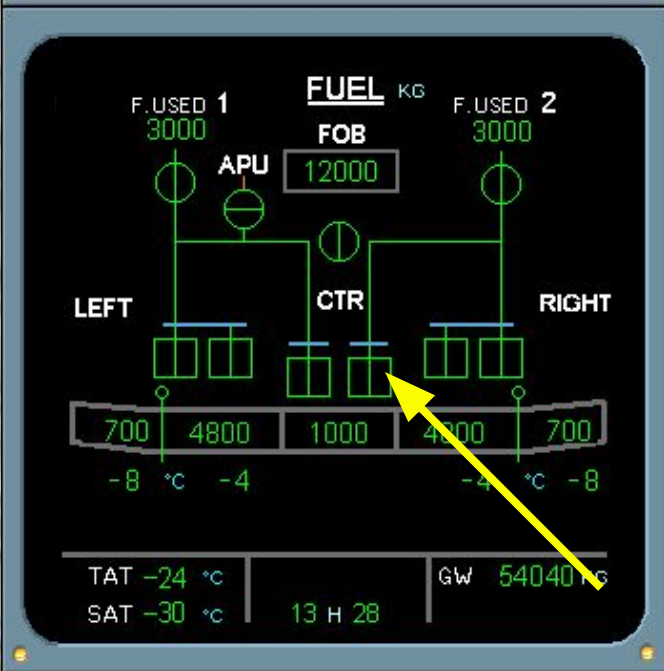 F.USED 1 FUEL KG F.USED 2
3000 FOB 3000
APU 12000
LEFT CTR RIGHT
700 4800 1000 4800 700
-8 °C -4 -4 °C -8
TAT -24 °C GW 54040 KG
SAT -30 °C 13 H 28